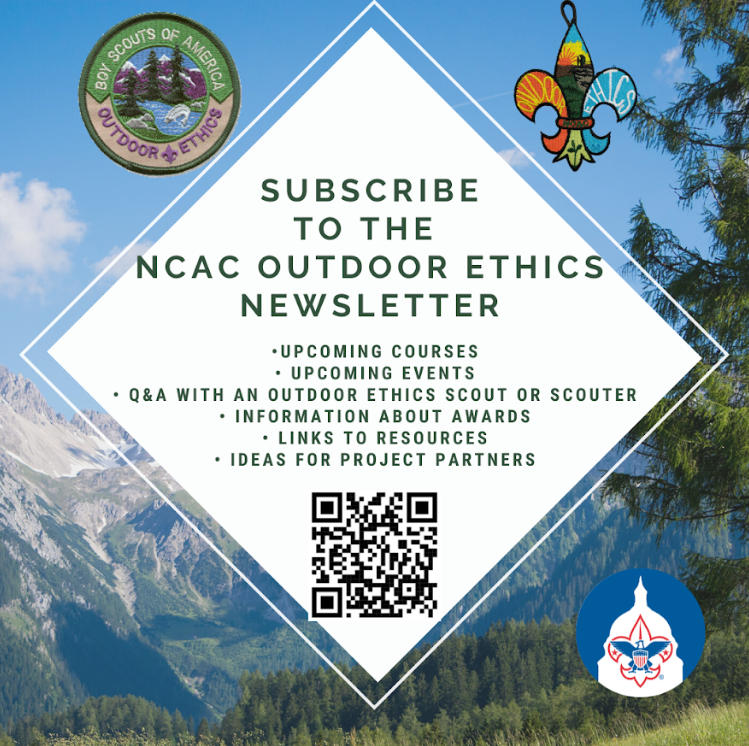 BOY SCOUTS OF AMERICA
OUTDOOR ETHICS
OUTDOOR ETHICS
SUBSCRIBE
TO THE
NCAC OUTDOOR ETHICS
NEWSLETTER
•UPCOMING COURSES
• UPCOMING EVENTS
• Q&A WITH AN OUTDOOR ETHICS SCOUT OR SCOUTER
• INFORMATION ABOUT AWARDS
• LINKS TO RESOURCES
• IDEAS FOR PROJECT PARTNERS